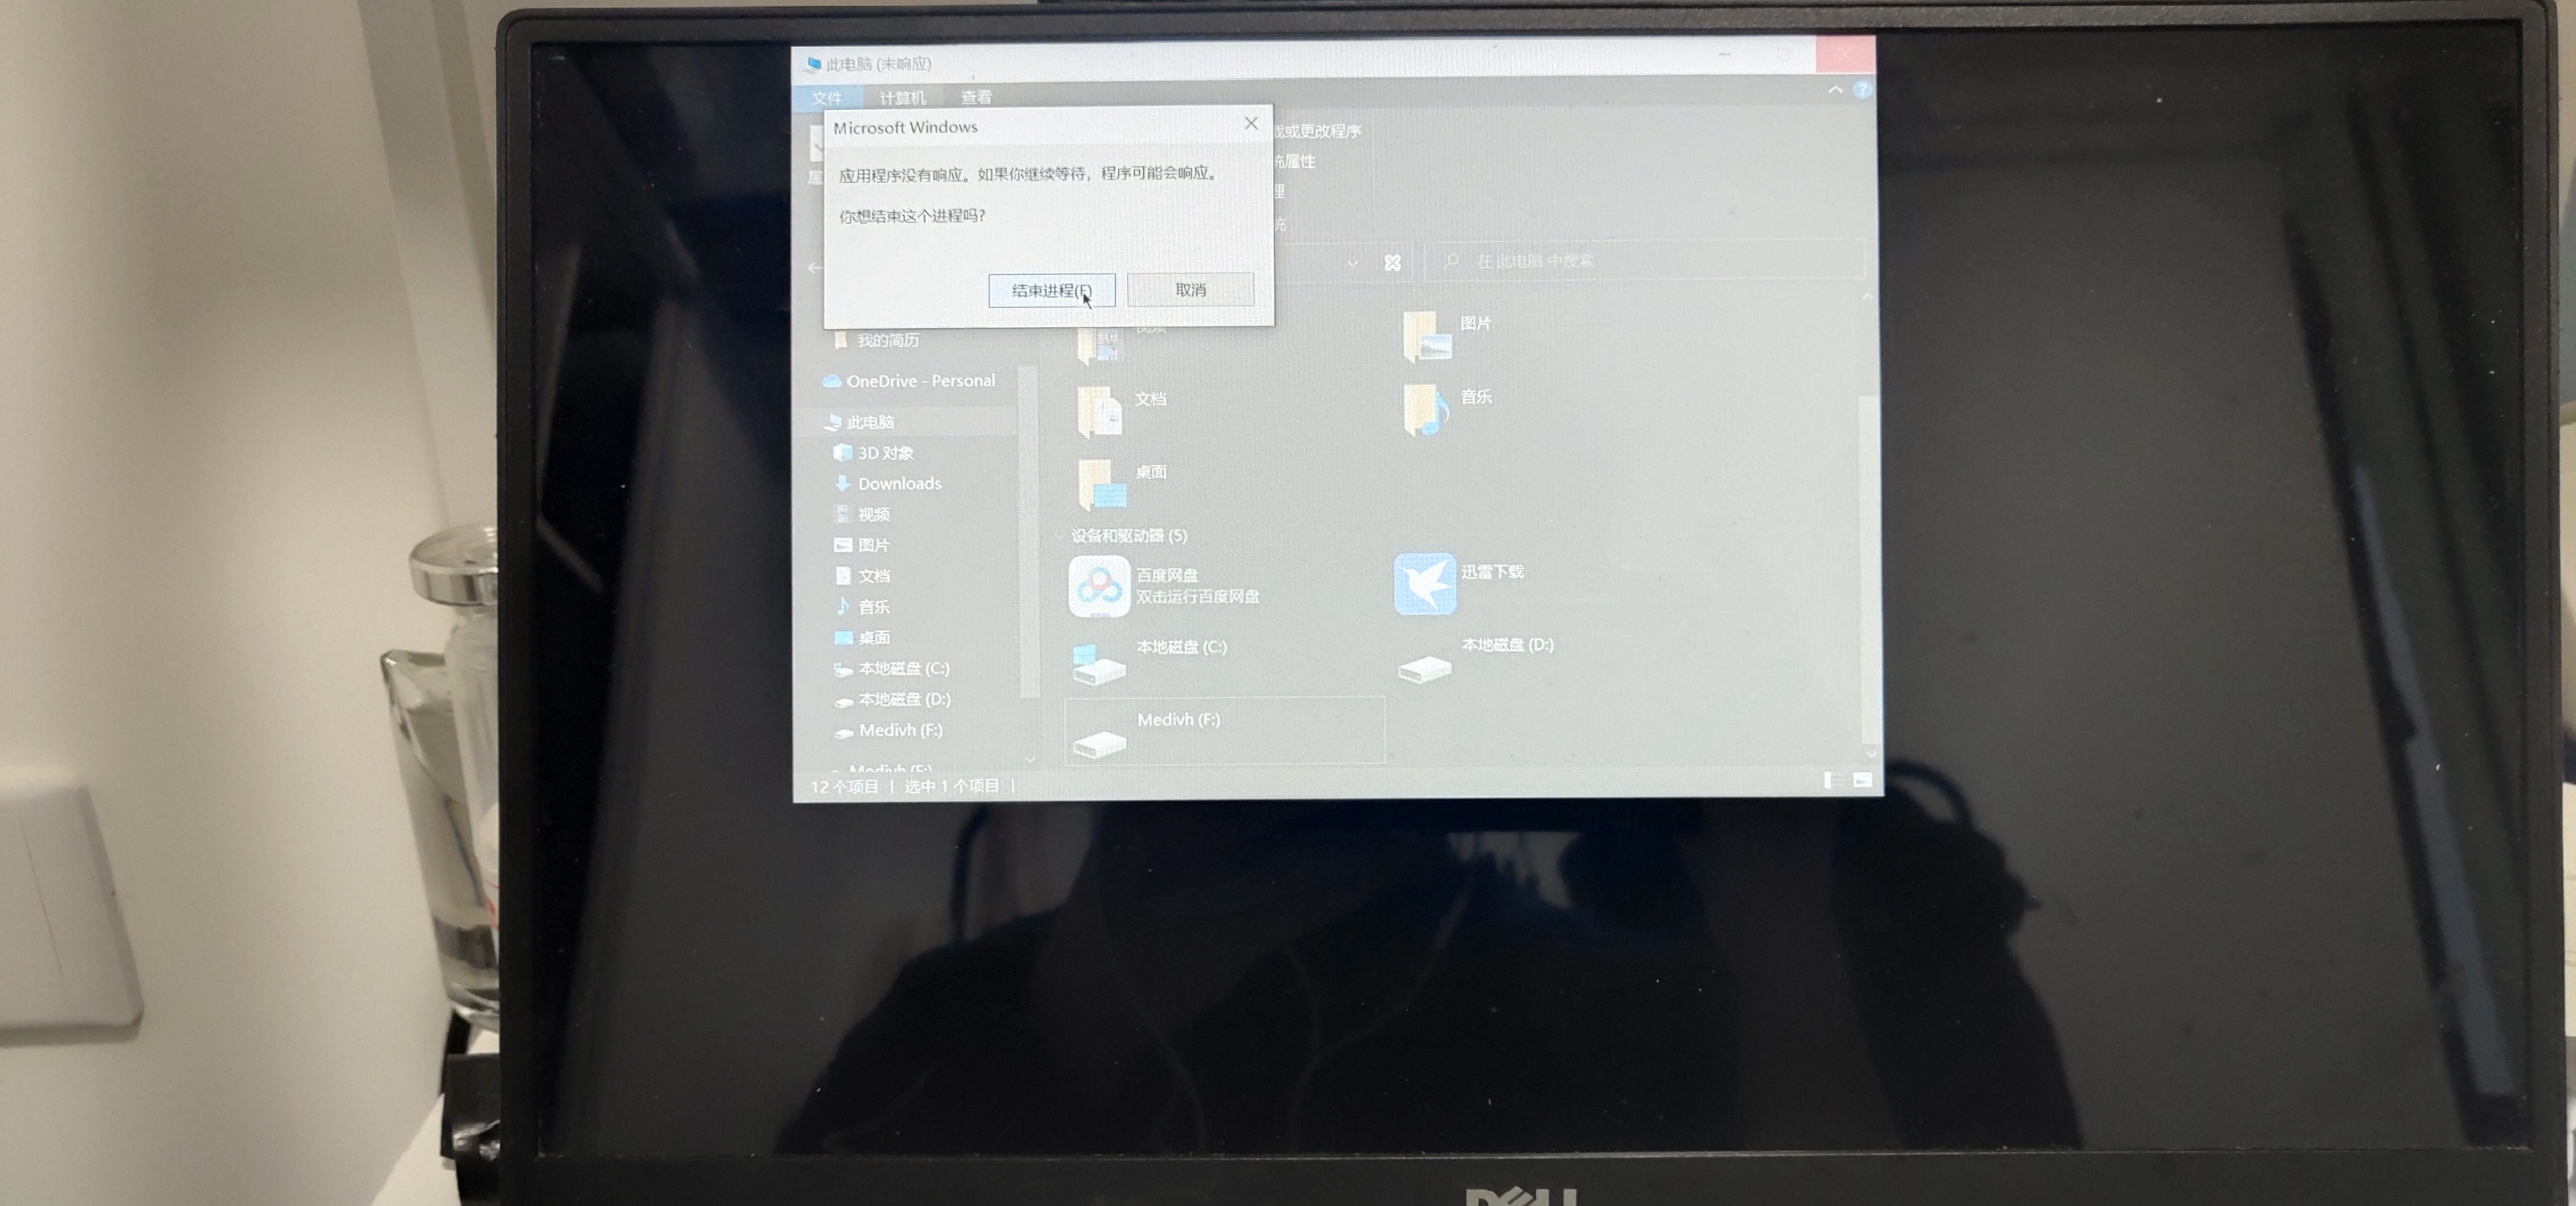 此电脑 (未响应)
文件 计算机 查看
Microsoft Windows
应用程序没有响应。如果你继续等待，程序可能会响应。
你想结束这个进程吗?
结束进程(E) 取消
或更改程序
属性
理
统
在 此电脑 中搜索
我的简历
OneDrive - Personal
此电脑
3D 对象
Downloads
视频
图片
文档
音乐
桌面
本地磁盘 (C:)
本地磁盘 (D:)
Medivh (F:)
Medivh (F:)
视频
图片
文档
音乐
桌面
设备和驱动器 (5)
百度网盘
双击运行百度网盘
迅雷下载
本地磁盘 (C:)
本地磁盘 (D:)
Medivh (F:)
12 个项目 | 选中 1 个项目 |
DELL